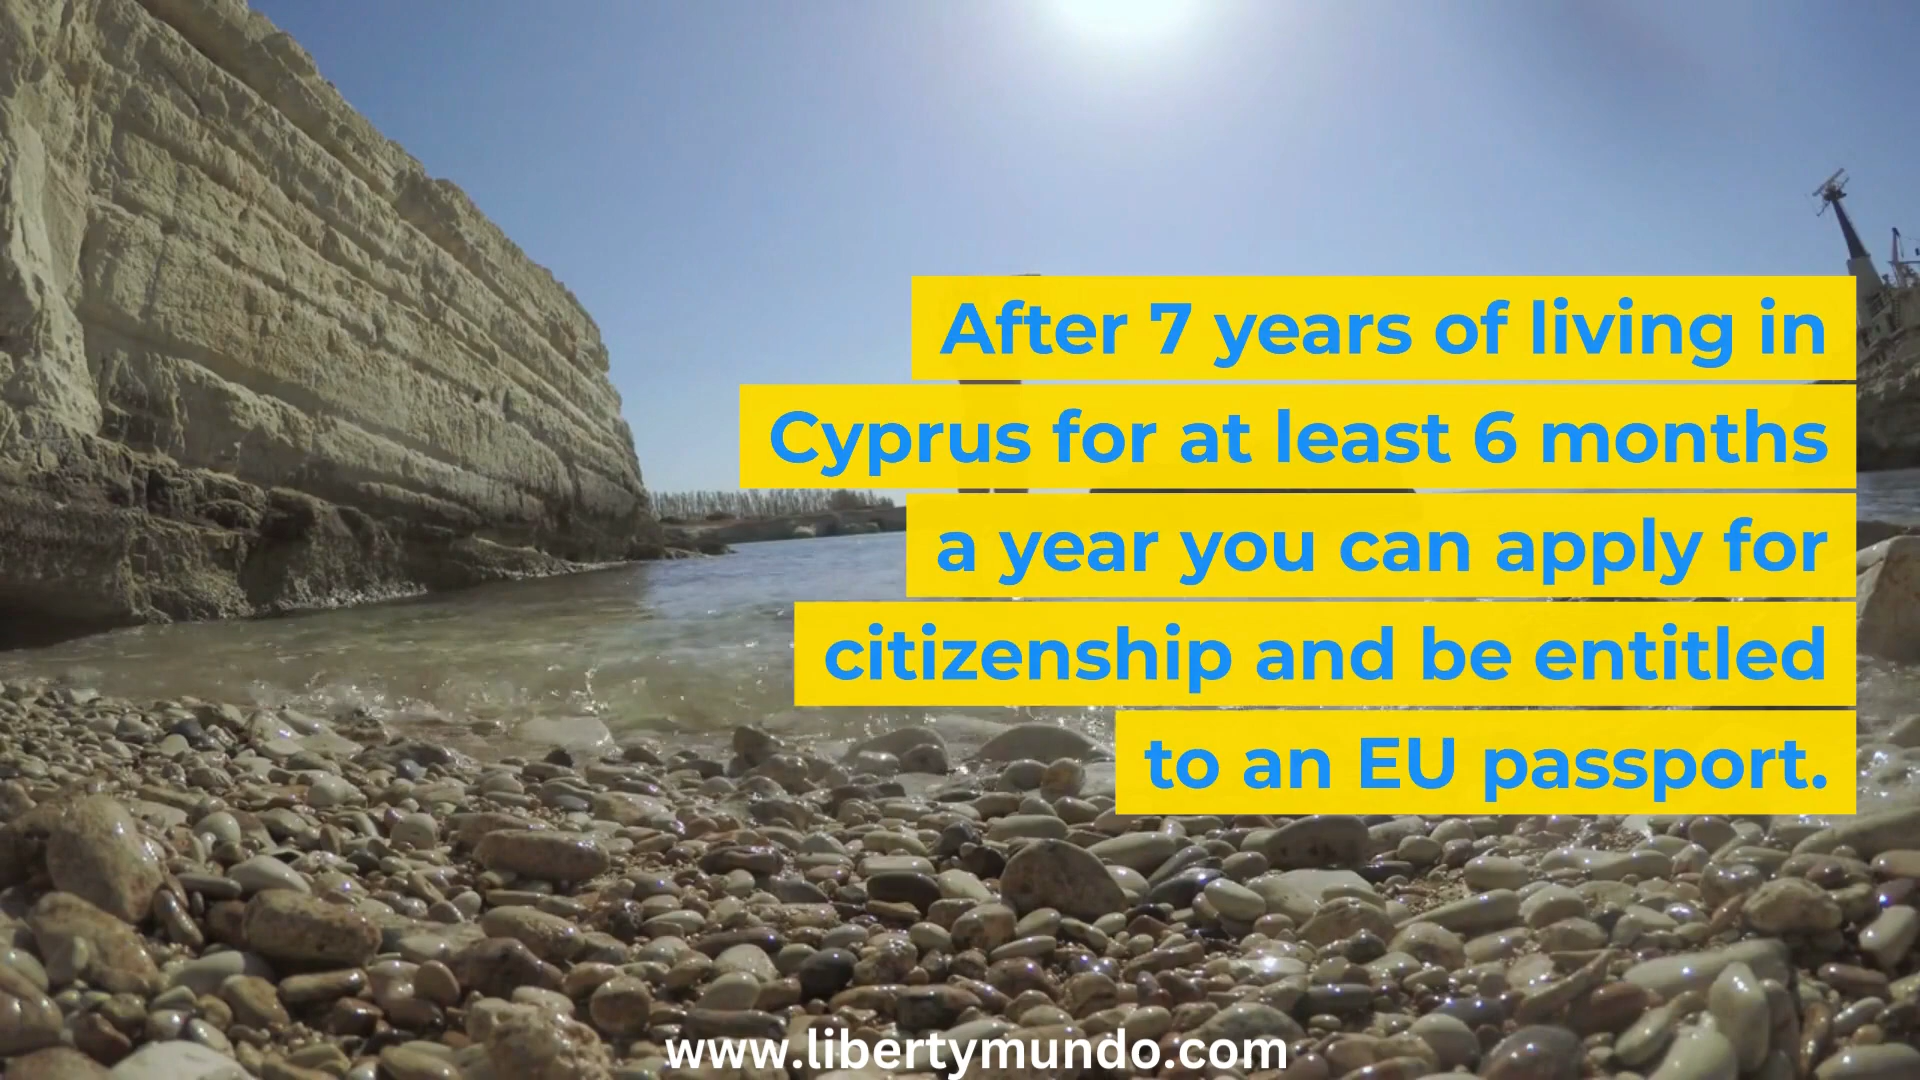 After 7 years of living in
Cyprus for at least 6 months
a year you can apply for
citizenship and be entitled
to an EU passport.
www.libertymundo.com